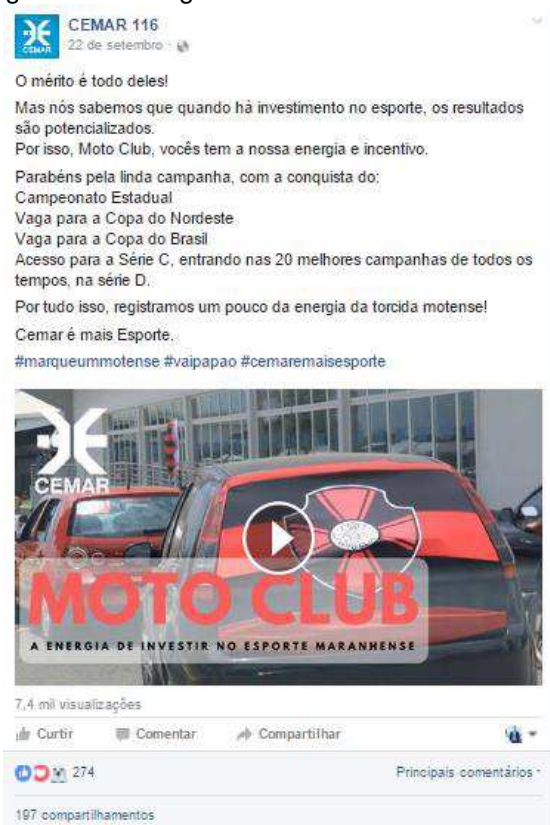 CEMAR 116
22 de setembro
O mérito é todo deles!
Mas nós sabemos que quando há investimento no esporte, os resultados
são potencializados.
Por isso, Moto Club, vocês tem a nossa energia e incentivo.
Parabéns pela linda campanha, com a conquista do:
Campeonato Estadual
Vaga para a Copa do Nordeste
Vaga para a Copa do Brasil
Acesso para a Série C, entrando nas 20 melhores campanhas de todos os
tempos, na série D.
Por tudo isso, registramos um pouco da energia da torcida motense!
Cemar é mais Esporte.
#marqueummotense #vaipapao #cemaremaisesporte
CEMAR
MOTO CLUB
A ENERGIA DE INVESTIR NO ESPORTE MARANHENSE
7,4 mil visualizações
Curtir Comentar Compartilhar
274 Principais comentários
197 compartilhamentos